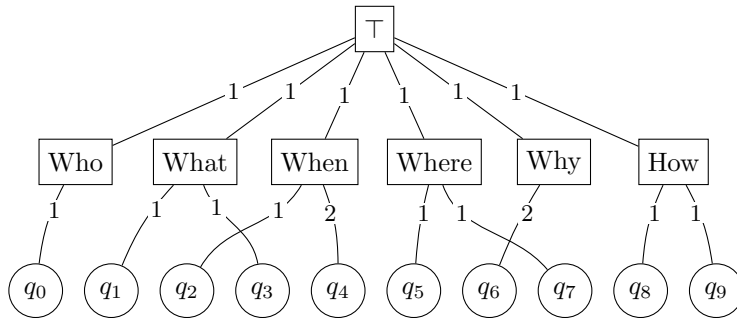 ⊤
1 1 1 1 1 1
Who What When Where Why How
1 1 1 1 2 1 1 2 1 1
q0 q1 q2 q3 q4 q5 q6 q7 q8 q9